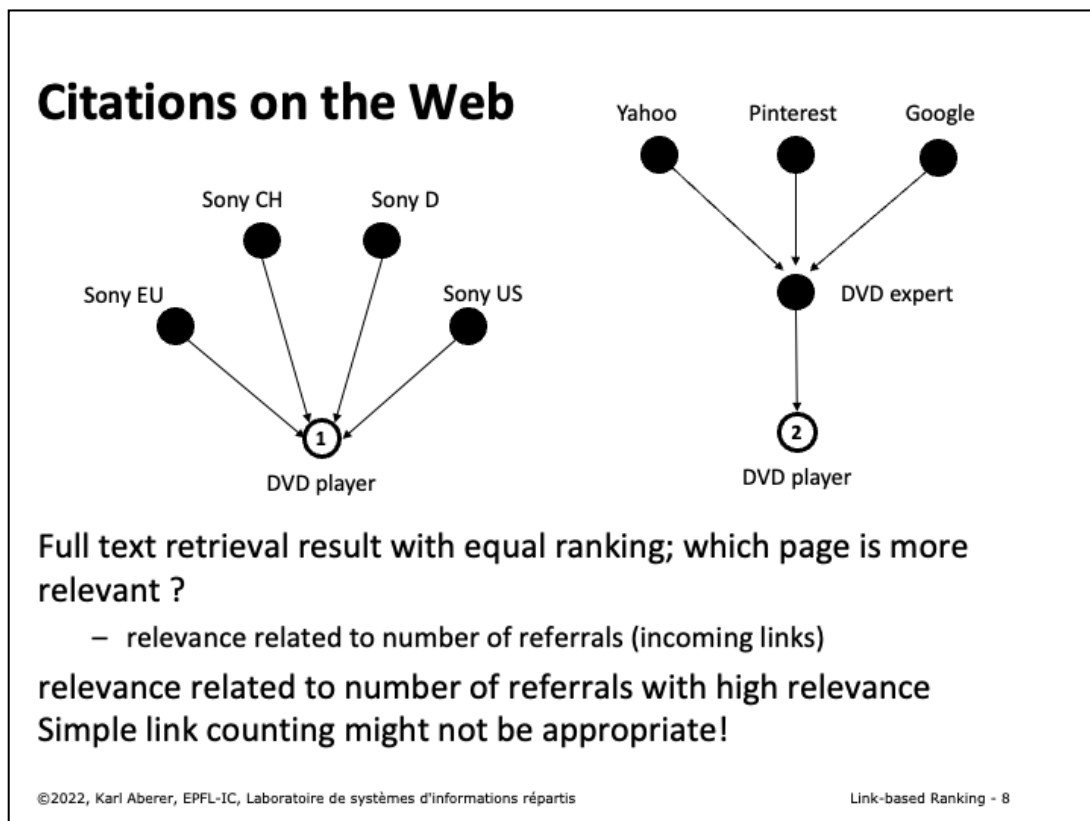 Citations on the Web
Yahoo
Pinterest
Google
Sony CH
Sony D
Sony EU
Sony US
DVD expert
1
DVD player
2
DVD player
Full text retrieval result with equal ranking; which page is more
relevant ?
– relevance related to number of referrals (incoming links)
relevance related to number of referrals with high relevance
Simple link counting might not be appropriate!
©2022, Karl Aberer, EPFL-IC, Laboratoire de systèmes d'informations répartis
Link-based Ranking - 8